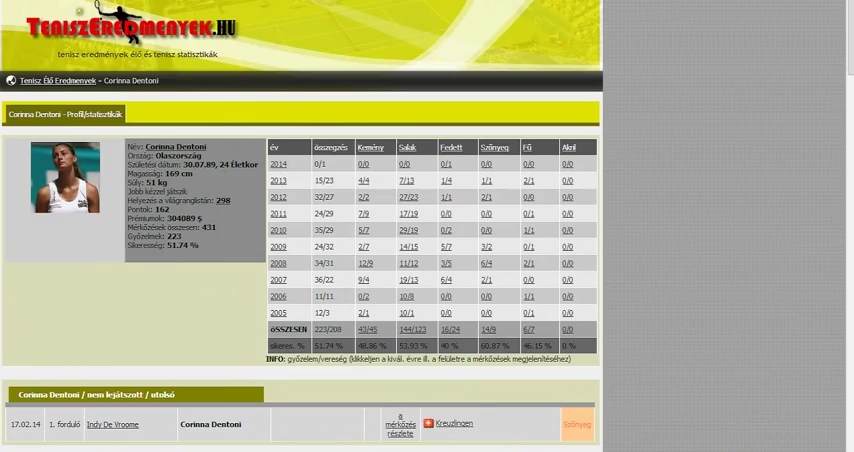 TENISZEREDMENYEK.HU
tenisz eredmények élő és tenisz statisztikák
Tenisz Élő Eredmenyek - Corinna Dentoni
Corinna Dentoni - Profil/statisztikák
Név: Corinna Dentoni
Ország: Olaszország
Születési dátum: 30.07.89, 24 Életkor
Magasság: 169 cm
Súly: 51 kg
Jobb kézzel játszik
Helyezés a világranglistán: 298
Pontok: 162
Prémiumok: 304089 $
Mérkőzések összesen: 431
Győzelmek: 223
Sikeresség: 51.74 %
év összegzés Kemény Salak Fedett Szőnyeg Fű Akril
2014 0/1 0/0 0/0 0/1 0/0 0/0 0/0
2013 15/23 4/4 7/13 1/4 1/1 2/1 0/0
2012 32/27 2/2 27/23 1/1 2/1 0/0 0/0
2011 24/29 7/9 17/19 0/0 0/0 0/1 0/0
2010 35/29 5/7 29/19 0/2 0/0 1/1 0/0
2009 24/32 2/7 14/15 5/7 3/2 0/1 0/0
2008 34/31 12/9 11/12 3/5 6/4 2/1 0/0
2007 36/22 9/4 19/13 6/4 2/1 0/0 0/0
2006 11/11 0/2 10/8 0/0 0/0 1/1 0/0
2005 12/3 2/1 10/1 0/0 0/0 0/1 0/0
öSSZESEN 223/208 43/45 144/123 16/24 14/9 6/7 0/0
sikeres. % 51.74 % 48.86 % 53.93 % 40 % 60.87 % 46.15 % 0 %
INFO: győzelem/vereség (klikkeljen a kivál. évre ill. a felületre a mérkőzések megjelenítéséhez)
Corinna Dentoni / nem lejátszott / utolsó
17.02.14 1. forduló Indy De Vroome Corinna Dentoni a mérkőzés részlete Kreuzlingen Szőnyeg